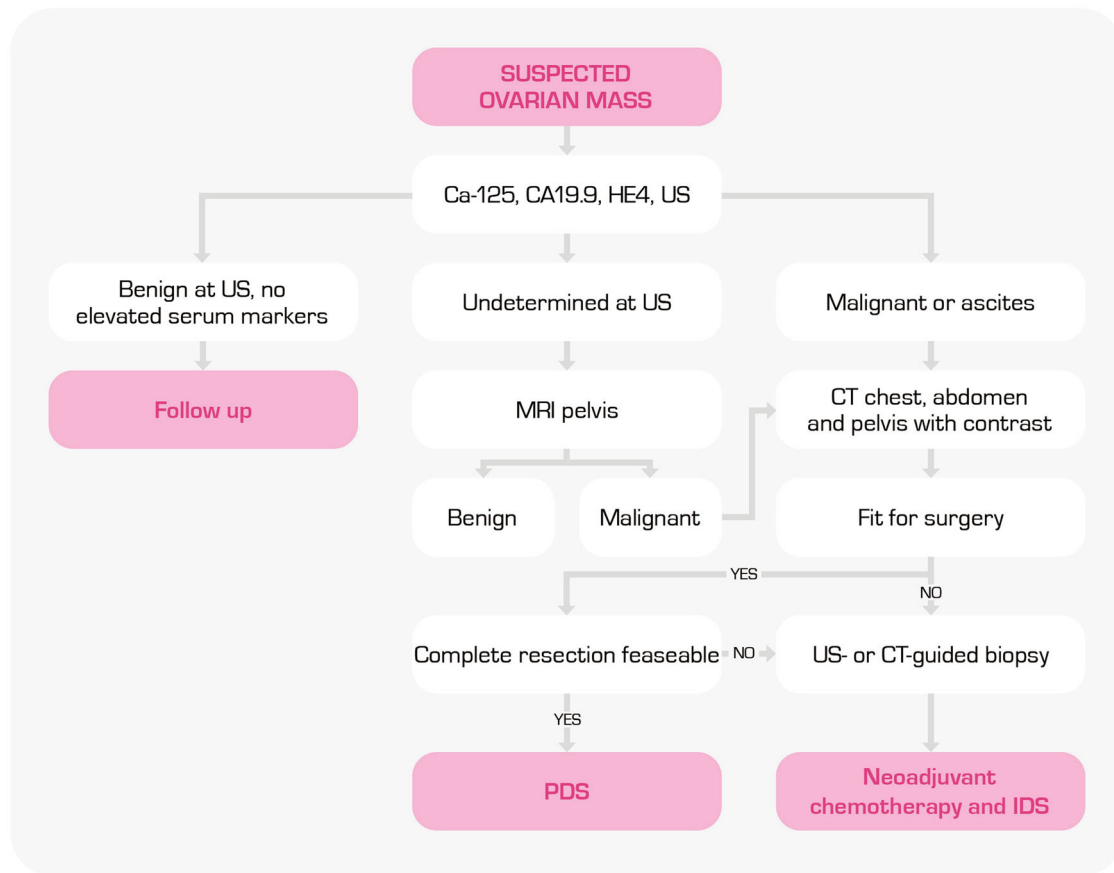 SUSPECTED
OVARIAN MASS
Ca-125, CA19.9, HE4, US
Benign at US, no
elevated serum markers
Undetermined at US
Malignant or ascites
Follow up
MRI pelvis
CT chest, abdomen
and pelvis with contrast
Benign
Malignant
Fit for surgery
YES
NO
Complete resection feaseable
NO
US- or CT-guided biopsy
YES
PDS
Neoadjuvant
chemotherapy and IDS